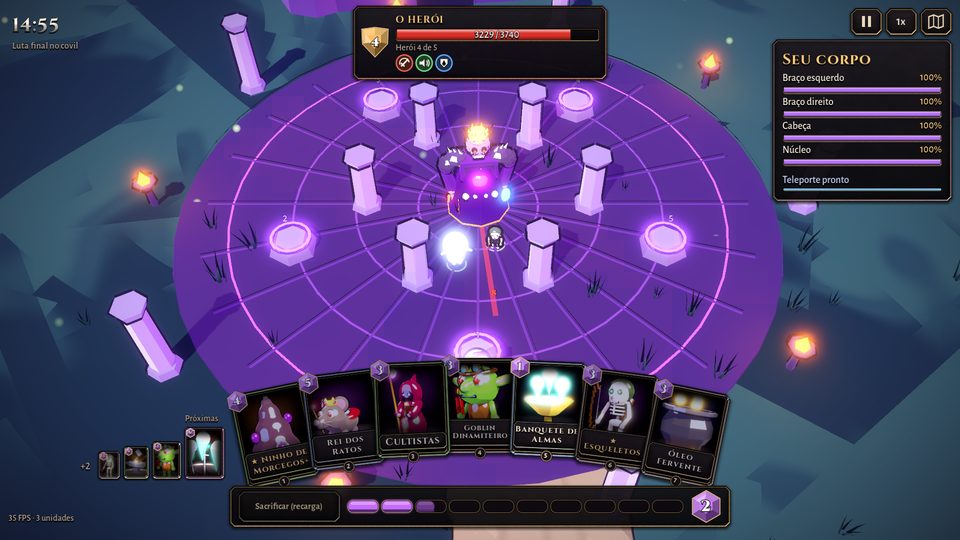 14:55
Luta final no covil
O HERÓI
4
3229 / 3740
Herói 4 de 5
1x
SEU CORPO
Braço esquerdo 100%
Braço direito 100%
Cabeça 100%
Núcleo 100%
Teleporte pronto
2
5
Próximas
+2
4
★ NINHO DE MORCEGOS+
1
5
REI DOS RATOS
2
3
CULTISTAS
3
3
GOBLIN DINAMITEIRO
4
1
BANQUETE DE ALMAS
5
3
★ ESQUELETOS
6
3
ÓLEO FERVENTE
7
Sacrificar (recarga)
2
35 FPS · 3 unidades